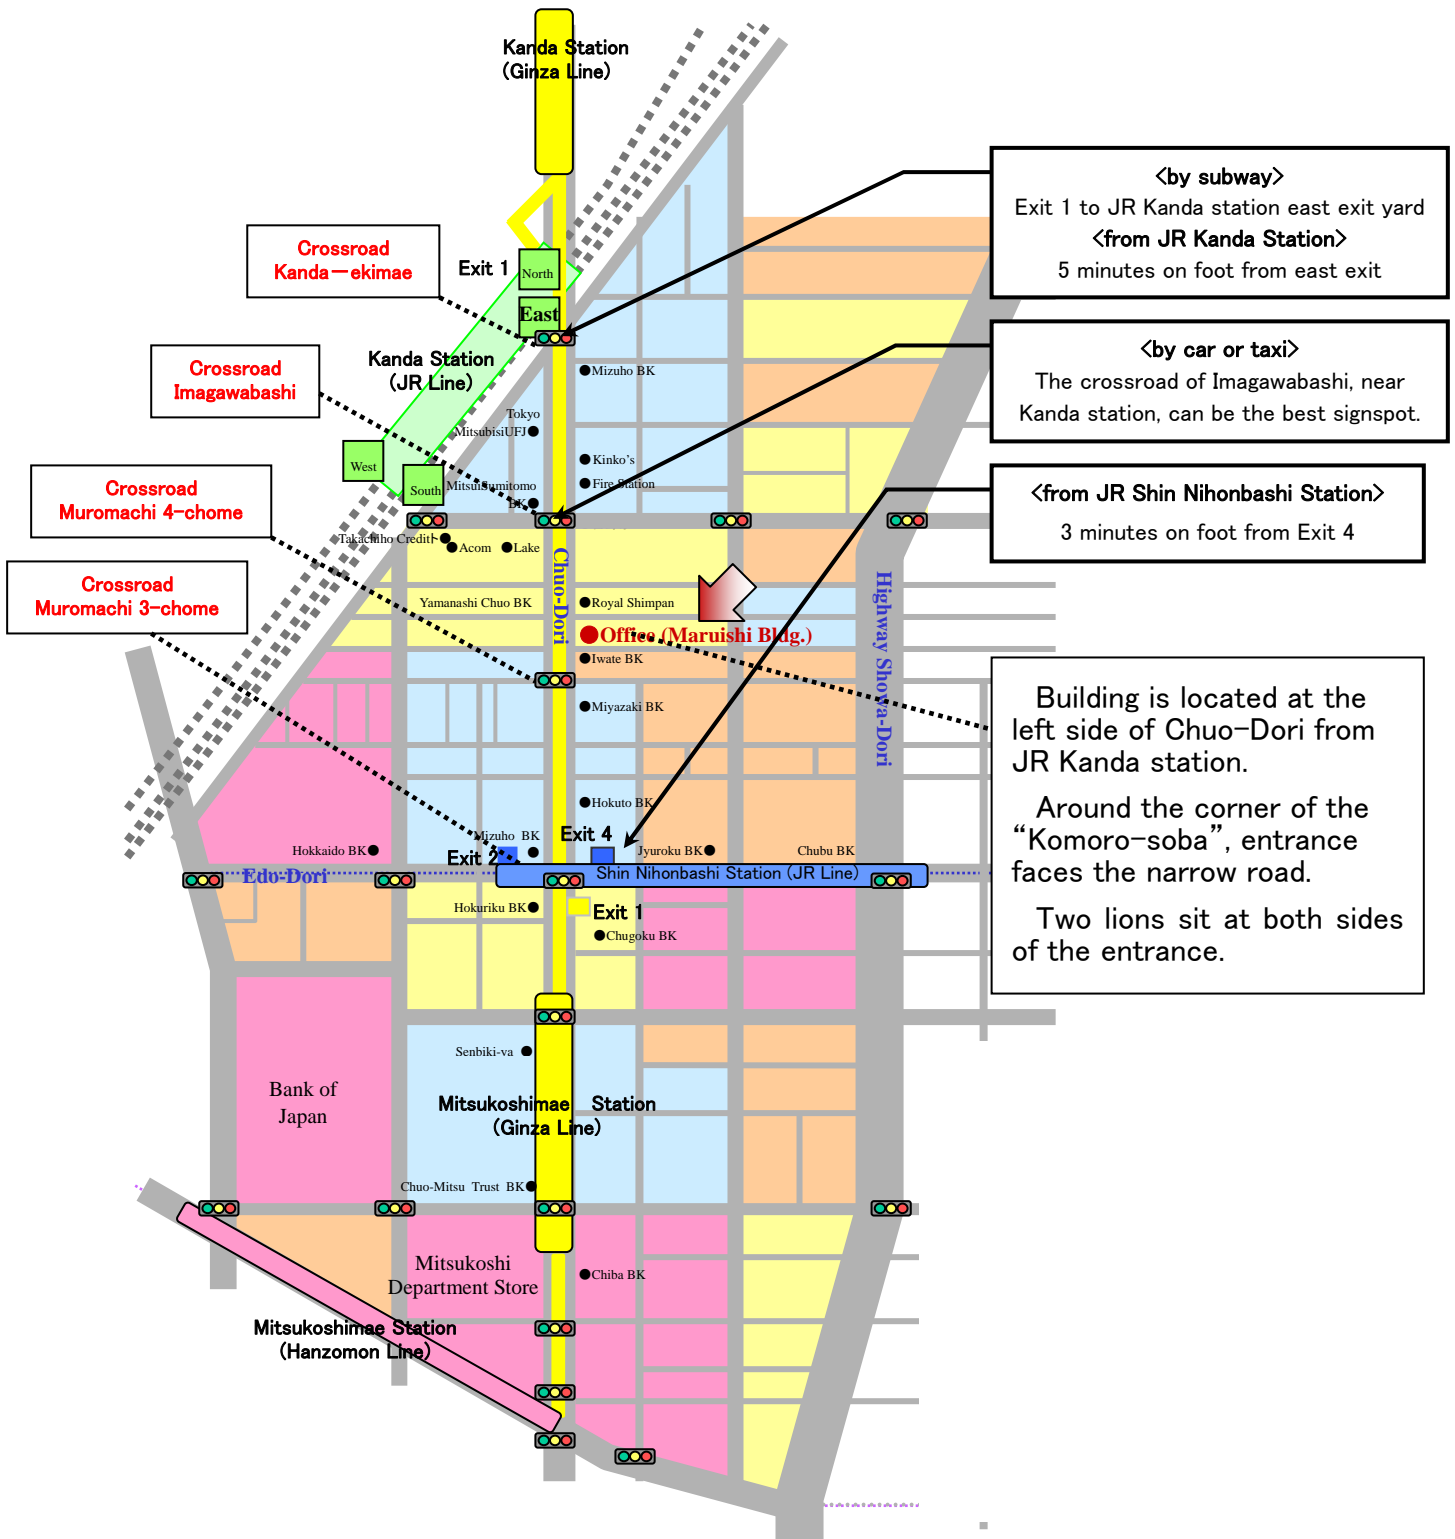 Kanda Station
(Ginza Line)
<by subway>
Exit 1 to JR Kanda station east exit yard
<from JR Kanda Station>
5 minutes on foot from east exit
Crossroad
Kanda－ekimae
Exit 1
North
East
Kanda Station
(JR Line)
<by car or taxi>
The crossroad of Imagawabashi, near
Kanda station, can be the best signspot.
Crossroad
Imagawabashi
Mizuho BK
Tokyo
MitsubisiUFJ
Kinko's
West
South
MitsuiSumitomo
BK
Fire Station
Crossroad
Muromachi 4-chome
<from JR Shin Nihonbashi Station>
3 minutes on foot from Exit 4
Takachiho Credit
Acom
Lake
Chuo-Dori
Highway Showa-Dori
Crossroad
Muromachi 3-chome
Yamanashi Chuo BK
Royal Shimpan
Office (Maruishi Bldg.)
Iwate BK
Miyazaki BK
Building is located at the
left side of Chuo-Dori from
JR Kanda station.
Around the corner of the
“Komoro-soba”, entrance
faces the narrow road.
Two lions sit at both sides
of the entrance.
Hokuto BK
Mizuho BK
Exit 4
Hokkaido BK
Exit 2
Jyuroku BK
Chubu BK
Edo-Dori
Shin Nihonbashi Station (JR Line)
Hokuriku BK
Exit 1
Chugoku BK
Senbiki-va
Bank of
Japan
Mitsukoshimae Station
(Ginza Line)
Chuo-Mitsu Trust BK
Mitsukoshi
Department Store
Chiba BK
Mitsukoshimae Station
(Hanzomon Line)